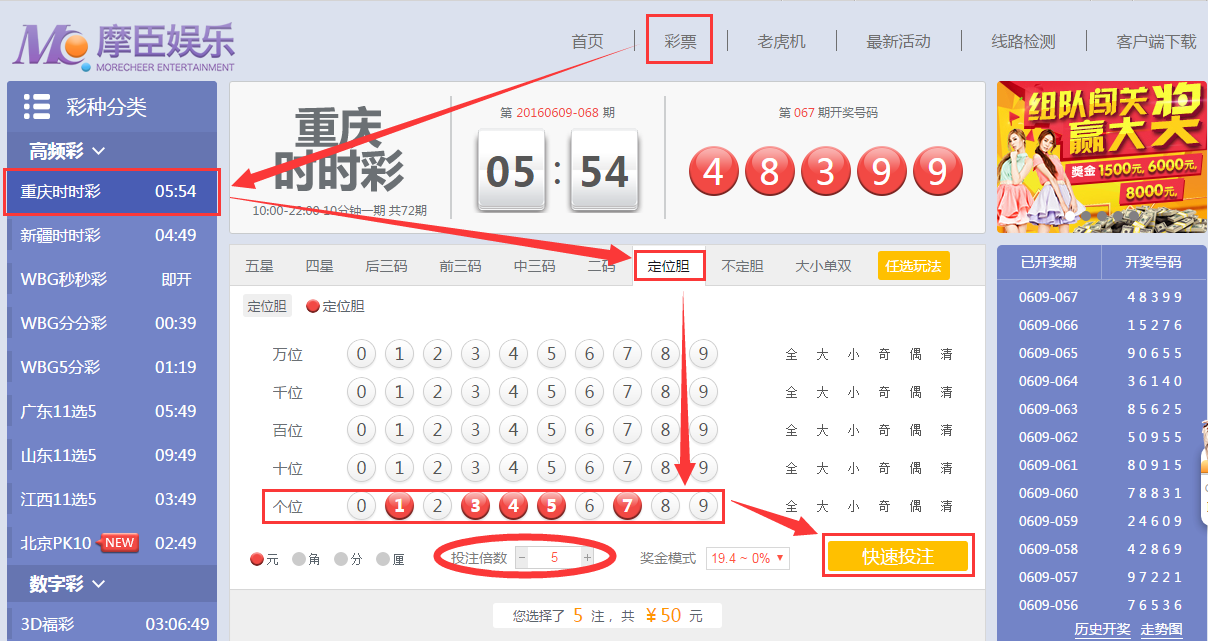 摩臣娱乐
MORECHEER ENTERTAINMENT
首页 彩票 老虎机 最新活动 线路检测 客户端下载
彩种分类
高频彩
重庆时时彩 05:54
新疆时时彩 04:49
WBG秒秒彩 即开
WBG分分彩 00:39
WBG5分彩 01:19
广东11选5 05:49
山东11选5 09:49
江西11选5 03:49
北京PK10 NEW 02:49
数字彩
3D福彩 03:06:49
重庆
时时彩
10:00-22:00 10分钟一期 共72期
第 20160609-068 期
05 : 54
第 067 期开奖号码
4 8 3 9 9
组队闯关
赢大奖
奖金1500元, 6000元,
8000元,
五星 四星 后三码 前三码 中三码 二码 定位胆 不定胆 大小单双 任选玩法
定位胆 定位胆
万位 0 1 2 3 4 5 6 7 8 9 全 大 小 奇 偶 清
千位 0 1 2 3 4 5 6 7 8 9 全 大 小 奇 偶 清
百位 0 1 2 3 4 5 6 7 8 9 全 大 小 奇 偶 清
十位 0 1 2 3 4 5 6 7 8 9 全 大 小 奇 偶 清
个位 0 1 2 3 4 5 6 7 8 9 全 大 小 奇 偶 清
元 角 分 厘 投注倍数 − 5 + 奖金模式 19.4 ~ 0% ▼ 快速投注
您选择了 5 注, 共 ¥50 元
已开奖期 开奖号码
0609-067 4 8 3 9 9
0609-066 1 5 2 7 6
0609-065 9 0 6 5 5
0609-064 3 6 1 4 0
0609-063 8 5 6 2 5
0609-062 5 0 9 5 5
0609-061 8 0 9 1 5
0609-060 7 8 8 3 1
0609-059 2 4 6 0 9
0609-058 4 2 8 6 9
0609-057 9 7 2 2 1
0609-056 7 6 5 3 6
历史开奖 走势图